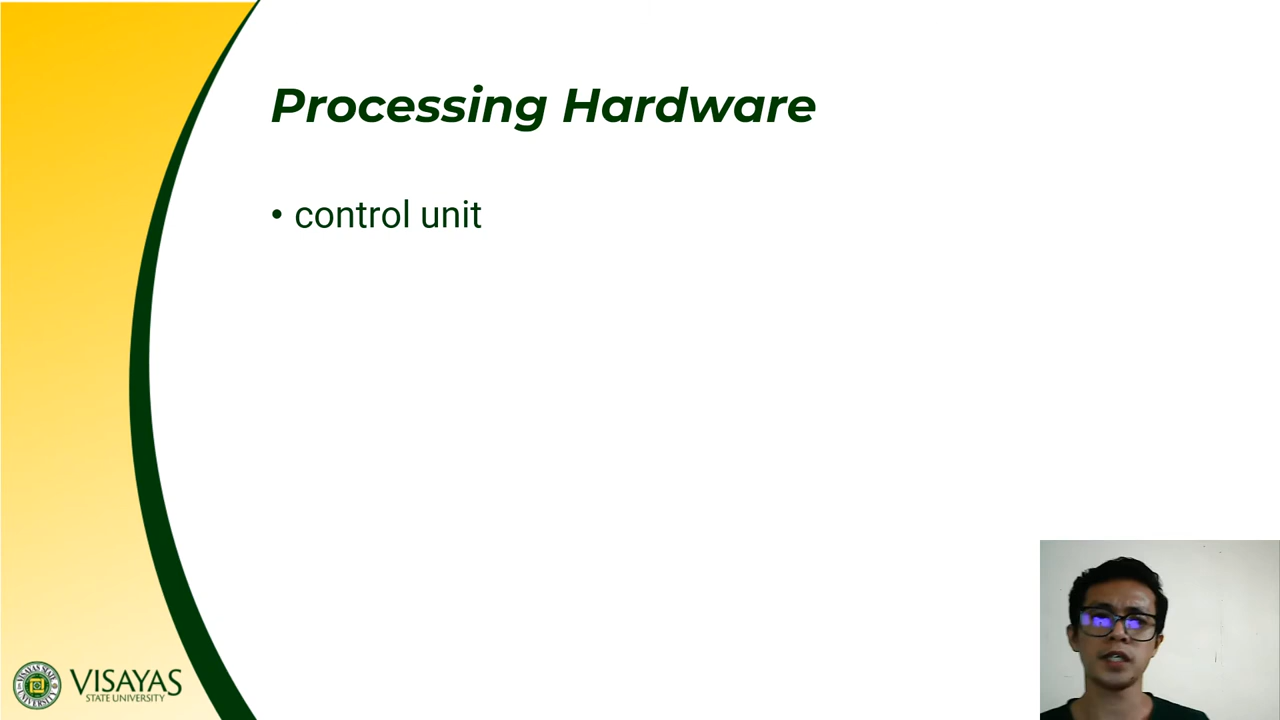 Processing Hardware
• control unit
VISAYAS
STATE UNIVERSITY